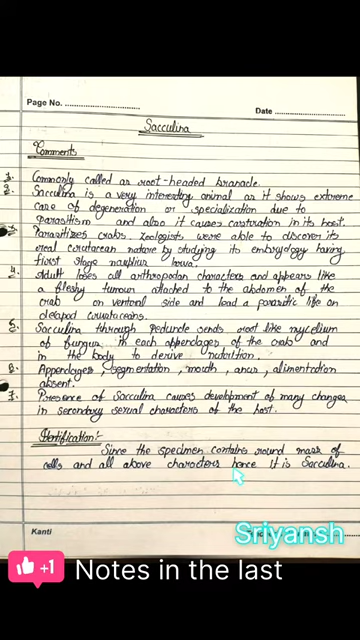 Page No. ........................
Date ........................
Sacculina
Comments
1. Commonly called as root-headed branacle.
2. Sacculina is a very interesting animal as it shows extreme
care of degeneration or specialization due to
parasitism and also it causes castration in its host.
Parasitizes crabs. Zoologists were able to discover its
real crustacean nature by studying its embryology having
first stage nauplius larva.
4. Adult loses all arthropodan characters and appears like
a fleshy tumour attached to the abdomen of the
crab on ventral side and lead a parasitic life on
decapod crustaceans.
5. Sacculina through Peduncle sends root like mycelium
of fungus in each appendages of the crab and
in the body to derive nutrition.
6. Appendages, segmentation, mouth, anus, alimentration
absent.
7. Presence of Sacculina causes development of many changes
in secondary sexual characters of the host.
Identification:-
Since the specimen contains round mass of
cells and all above characters hence it is Sacculina.
Sriyansh
Kanti
+1 Notes in the last